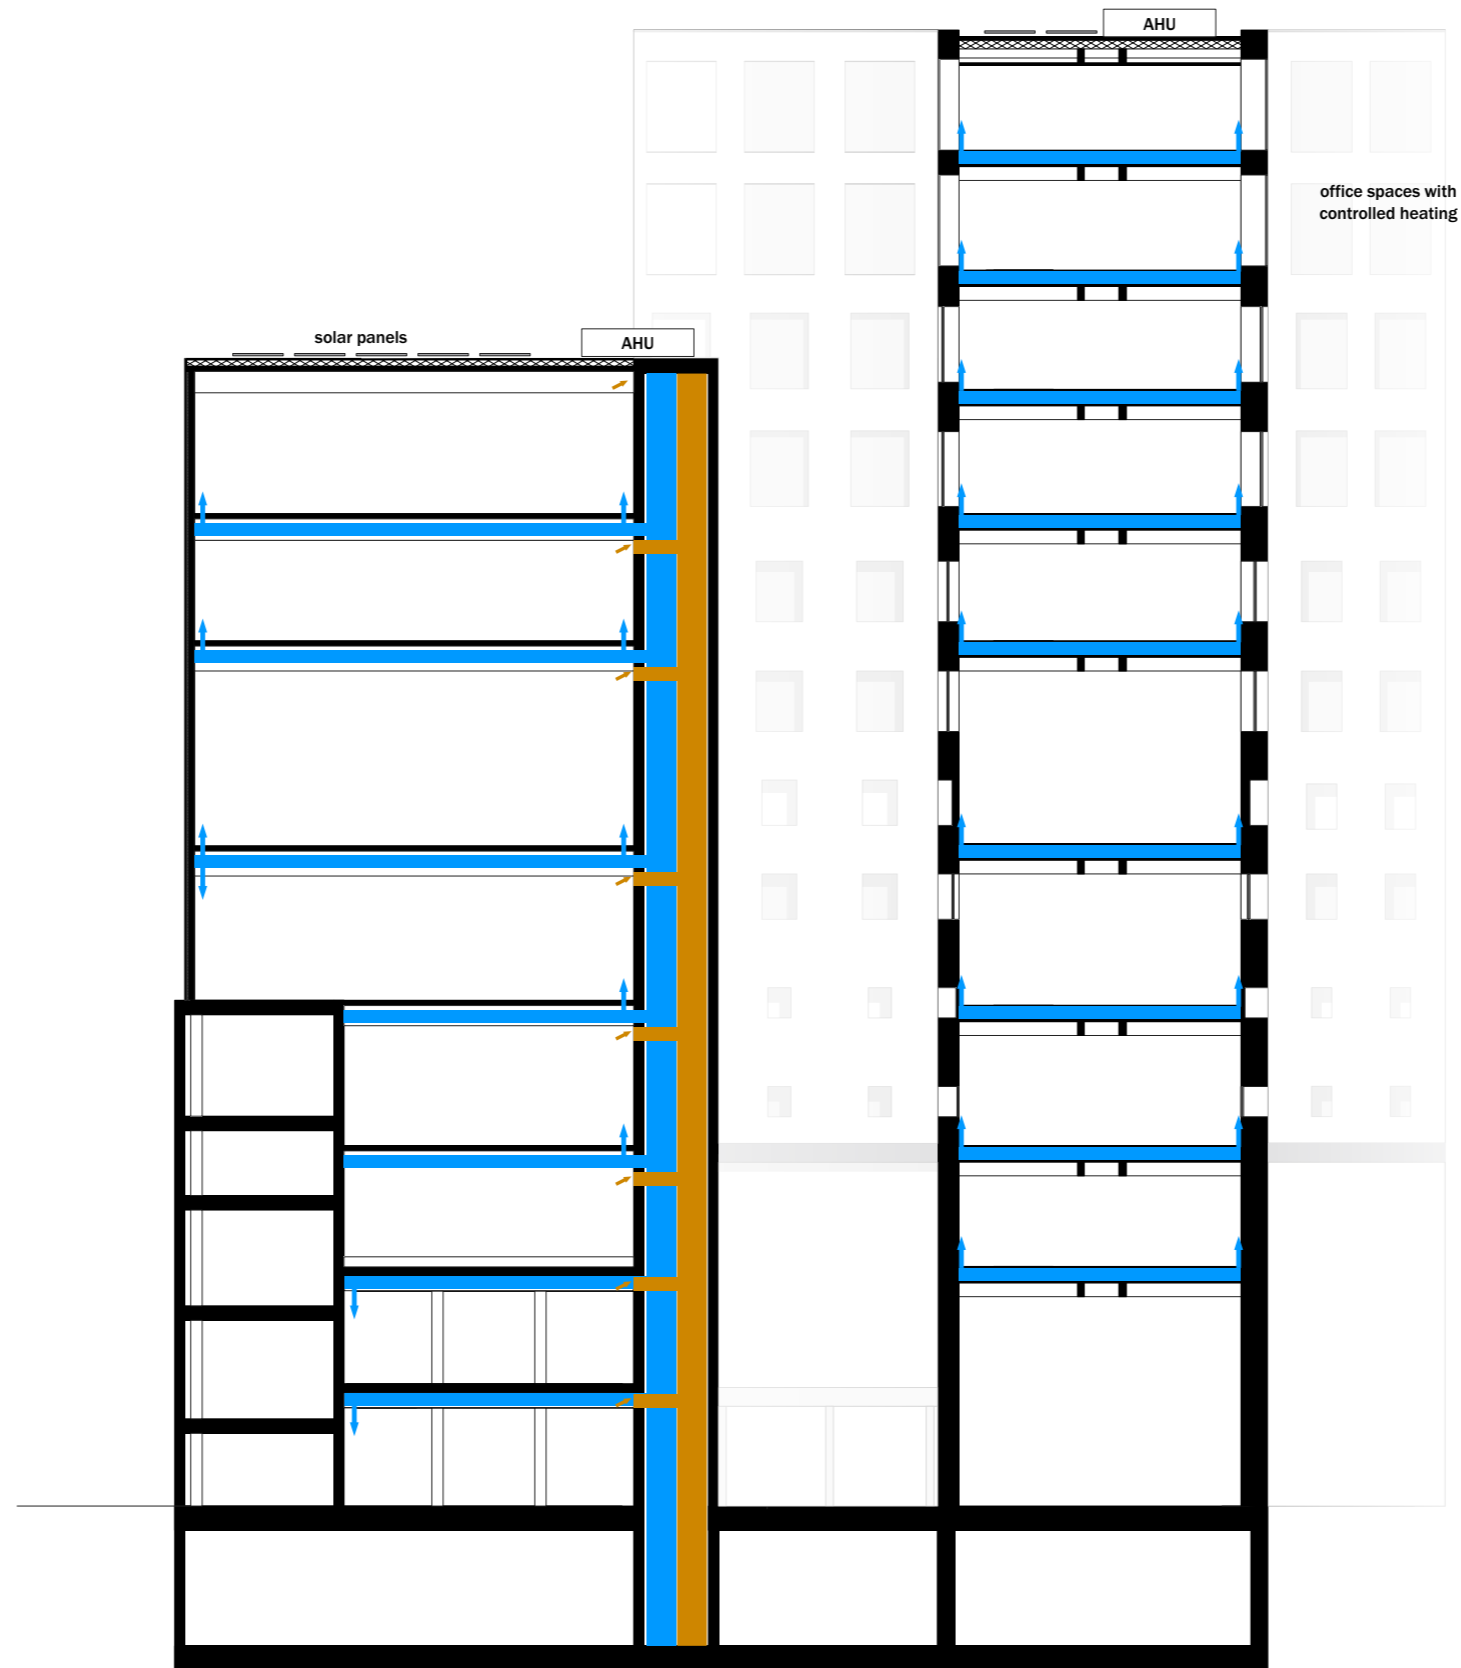 AHU
office spaces with
controlled heating
solar panels
AHU